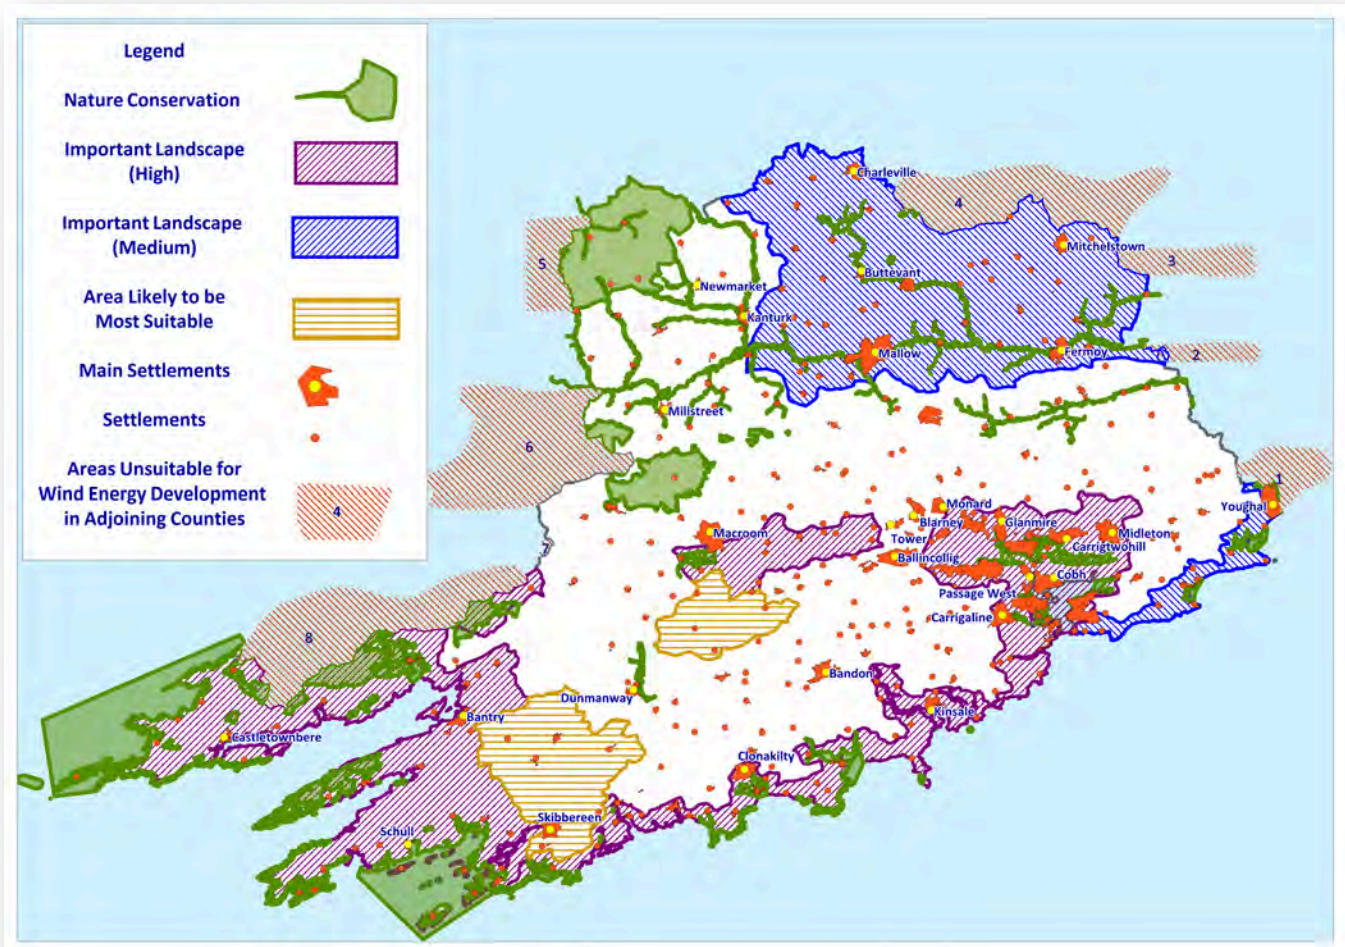 Legend
Nature Conservation
Important Landscape
(High)
Important Landscape
(Medium)
Area Likely to be
Most Suitable
Main Settlements
Settlements
Areas Unsuitable for
Wind Energy Development
in Adjoining Counties
4
Charleville
4
Mitchelstown
5
3
Buttevant
Newmarket
Kanturk
Mallow
Fermoy
2
Millstreet
6
1
Youghal
Monard
Blarney
Glanmire
Macroom
Tower
Midleton
Carrigtwohill
7
Ballincollig
Cobh
Passage West
Carrigaline
8
Bandon
Dunmanway
Kinsale
Bantry
Castletownbere
Clonakilty
Skibbereen
Schull